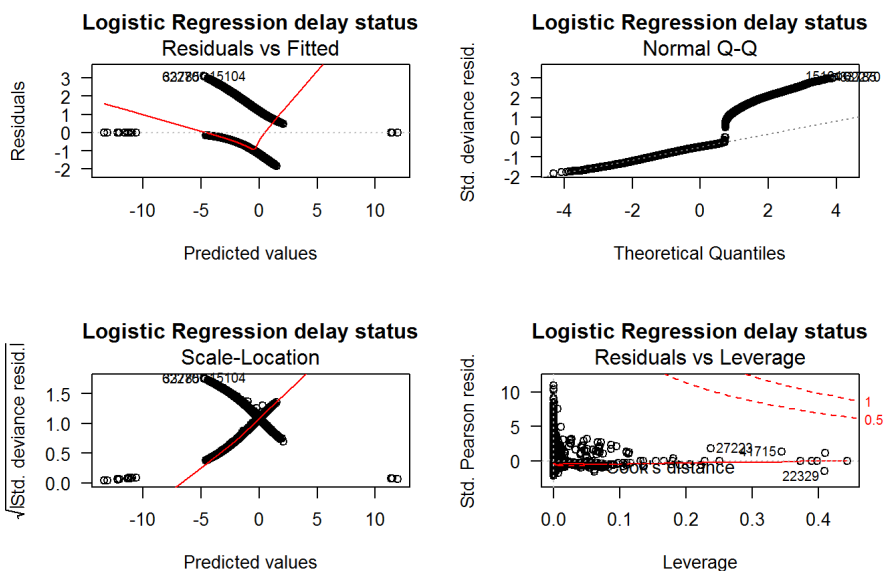 Logistic Regression delay status
Residuals vs Fitted
Residuals
3
2
1
0
-1
-2
-10
-5
0
5
10
Predicted values
Logistic Regression delay status
Normal Q-Q
Std. deviance resid.
3
2
1
0
-1
-2
-4
-2
0
2
4
Theoretical Quantiles
Logistic Regression delay status
Scale-Location
√|Std. deviance resid.|
1.5
1.0
0.5
0.0
-10
-5
0
5
10
Predicted values
Logistic Regression delay status
Residuals vs Leverage
Std. Pearson resid.
10
5
0
1
0.5
27223
41715
22329
Cook's distance
0.0
0.1
0.2
0.3
0.4
Leverage